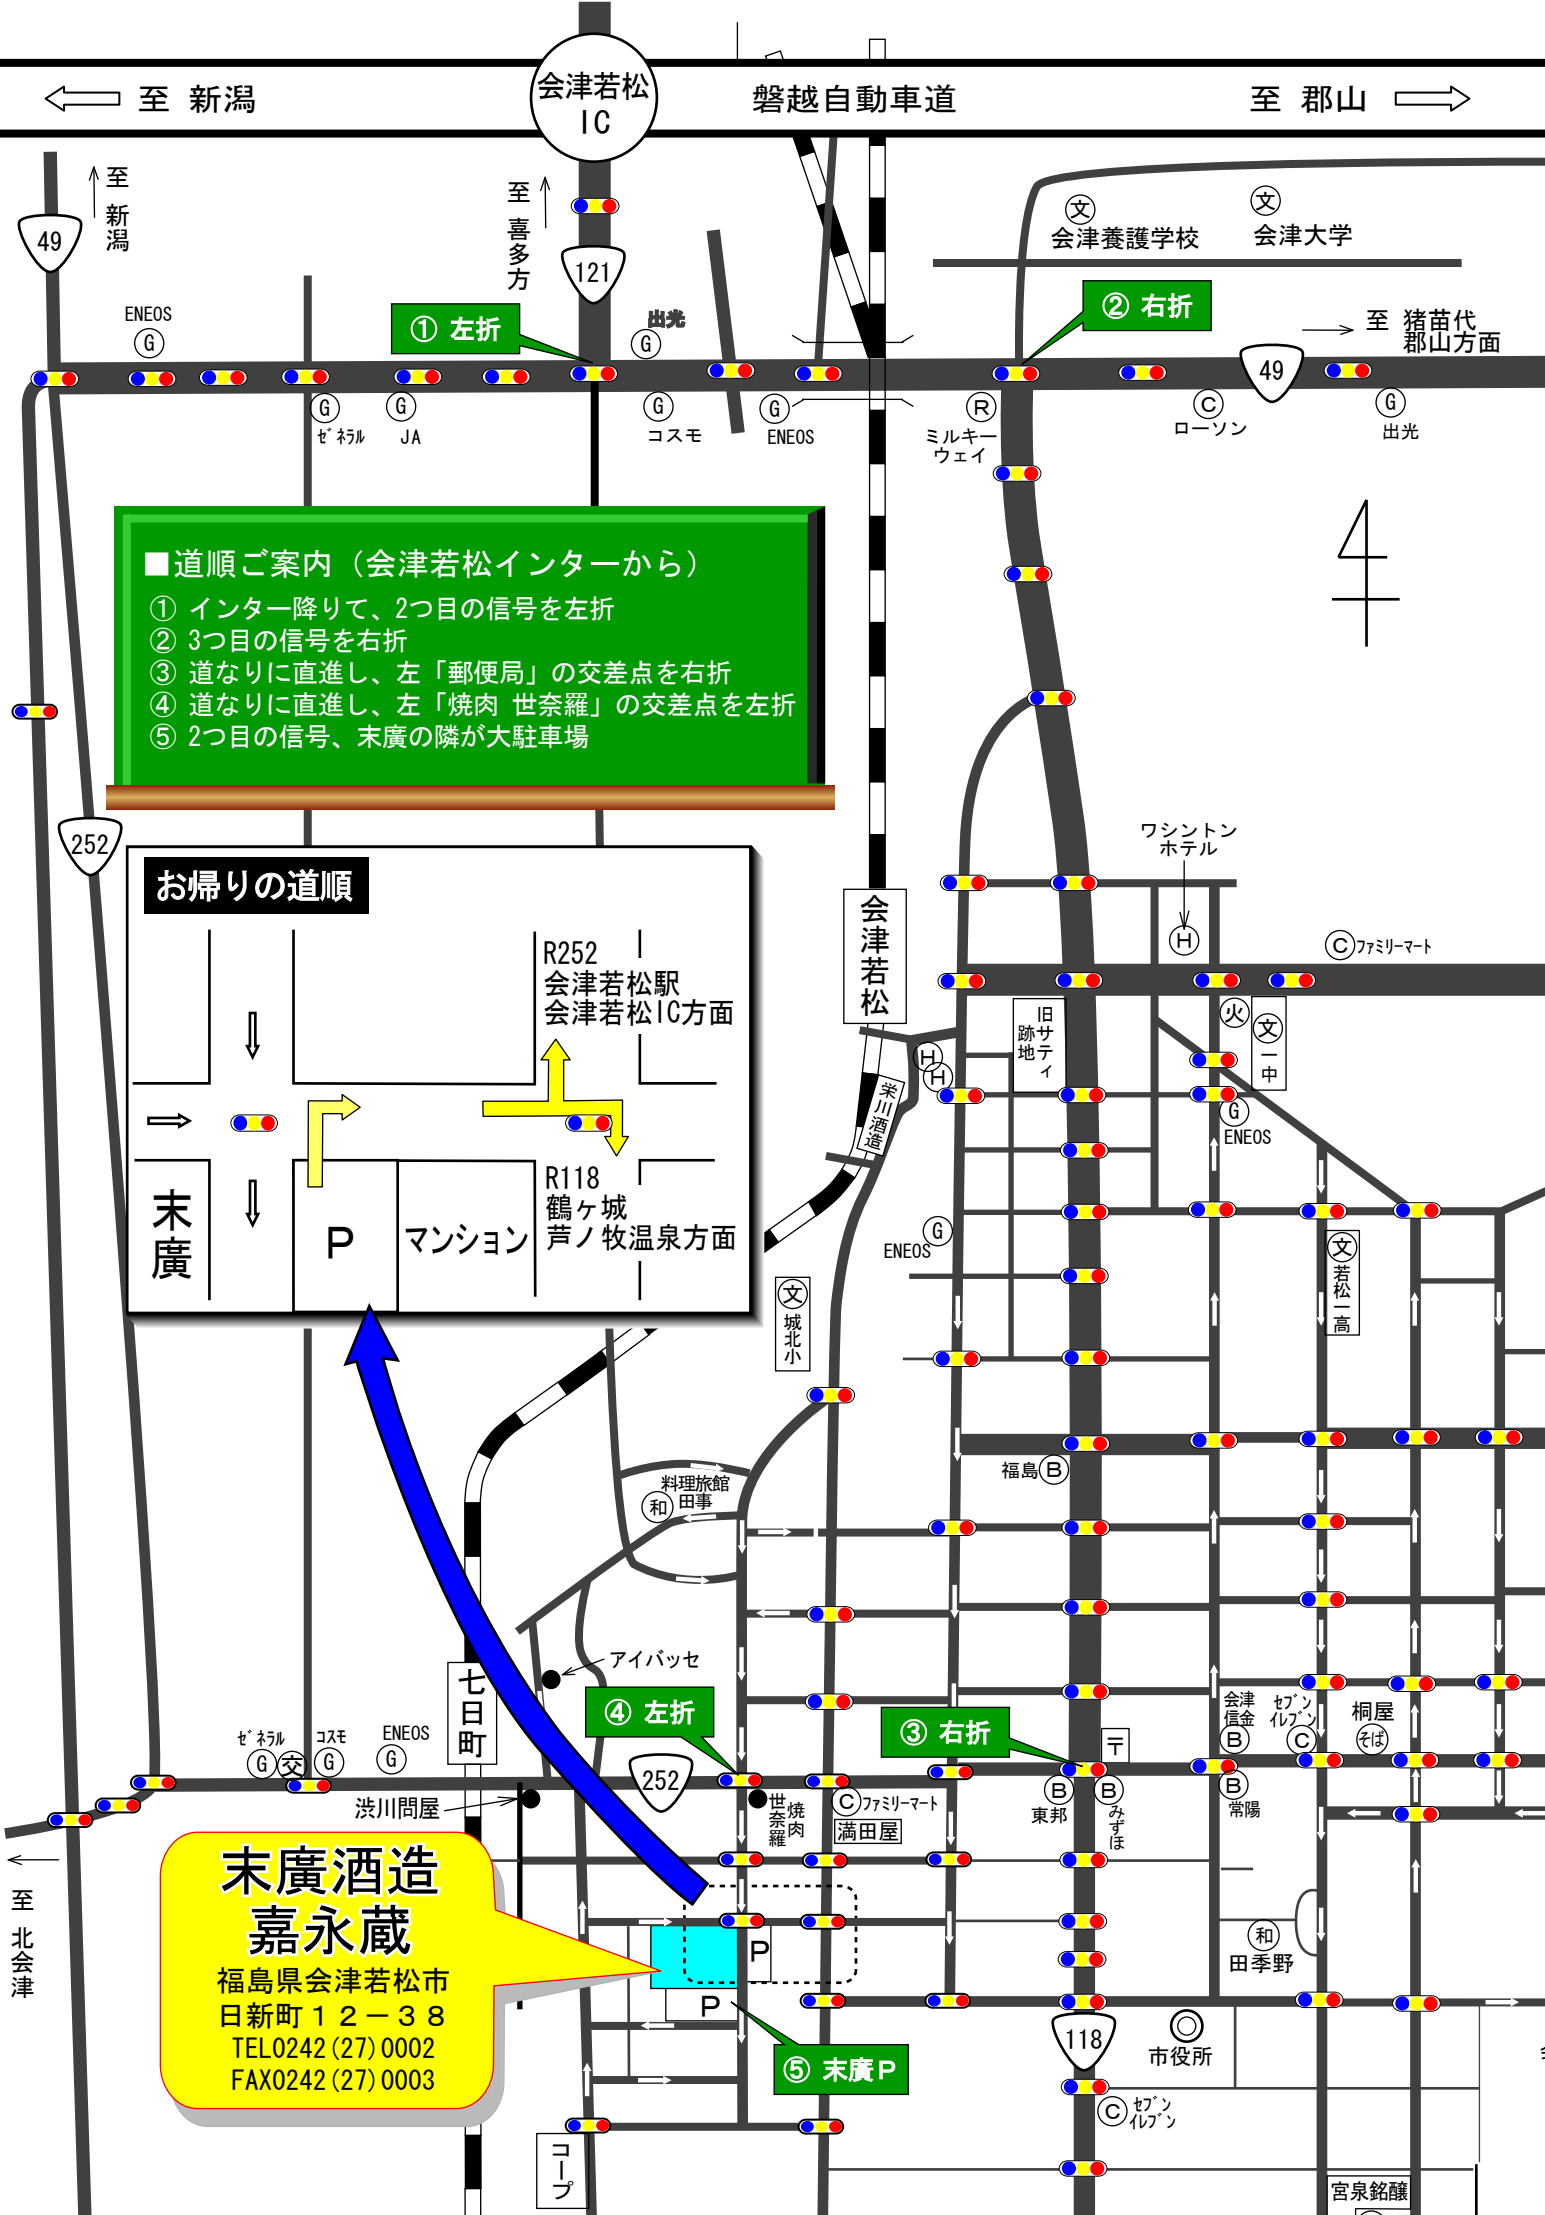 至 新潟
会津若松
IC
磐越自動車道
至 郡山
至 新潟
49
至 喜多方
121
文
会津養護学校
文
会津大学
ENEOS
G
① 左折
出光
G
② 右折
至 猪苗代
郡山方面
49
G
ｾﾞﾈﾗﾙ
G
JA
G
コスモ
G
ENEOS
R
ミルキー
ウェイ
C
ローソン
G
出光
■道順ご案内（会津若松インターから）
① インター降りて、2つ目の信号を左折
② 3つ目の信号を右折
③ 道なりに直進し、左「郵便局」の交差点を右折
④ 道なりに直進し、左「焼肉 世奈羅」の交差点を左折
⑤ 2つ目の信号、末廣の隣が大駐車場
252
お帰りの道順
R252
会津若松駅
会津若松IC方面
末廣
P
マンション
R118
鶴ヶ城
芦ノ牧温泉方面
ワシントン
ホテル
H
C ファミリーマート
会津若松
旧サティ
跡地
火
文 一中
H
H
栄川酒造
G
ENEOS
G
ENEOS
文 若松一高
文 城北小
福島 B
料理旅館
田事
和
アイバッセ
七日町
④ 左折
③ 右折
〒
会津
信金
B
ｾﾌﾞﾝ
ｲﾚﾌﾞﾝ
C
桐屋
そば
ｾﾞﾈﾗﾙ
G
交
コスモ
G
ENEOS
G
252
渋川問屋
焼肉
世奈羅
C ファミリーマート
満田屋
B
東邦
B
みずほ
B
常陽
至 北会津
末廣酒造
嘉永蔵
福島県会津若松市
日新町１２－３８
TEL0242(27)0002
FAX0242(27)0003
P
P
⑤ 末廣Ｐ
和
田季野
118
市役所
C
ｾﾌﾞﾝ
ｲﾚﾌﾞﾝ
コープ
宮泉銘醸